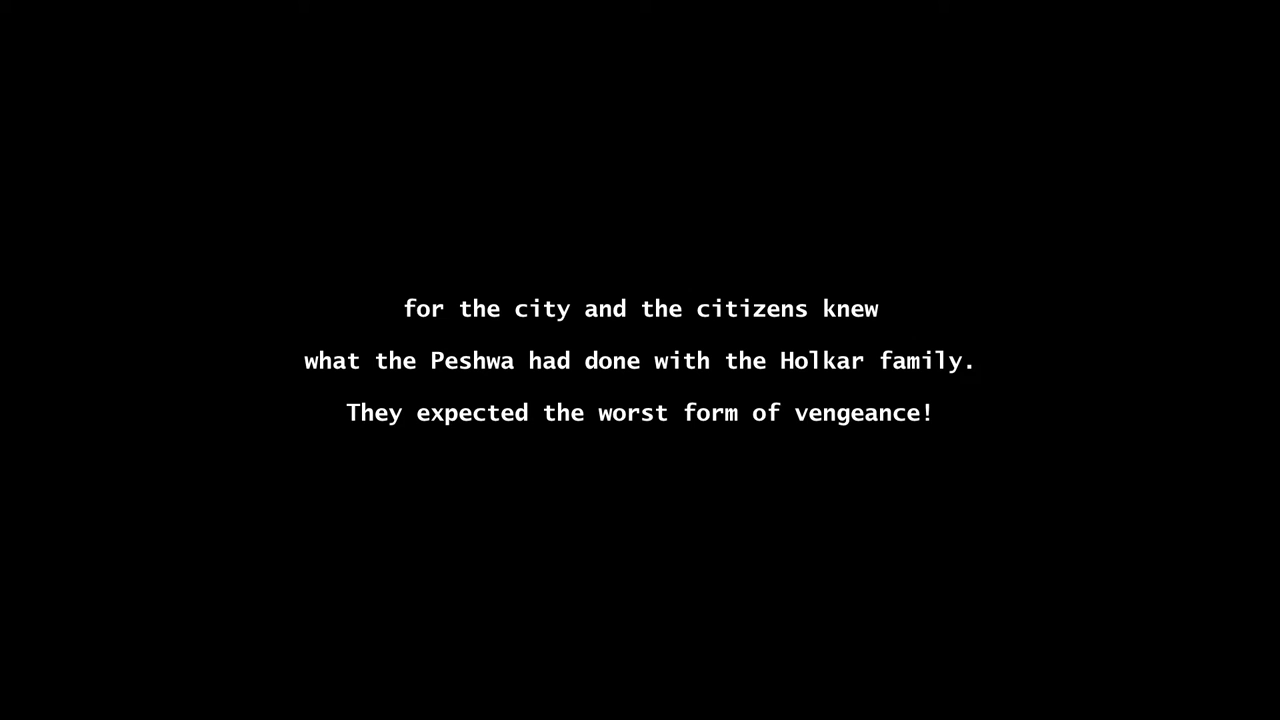 for the city and the citizens knew
what the Peshwa had done with the Holkar family.
They expected the worst form of vengeance!